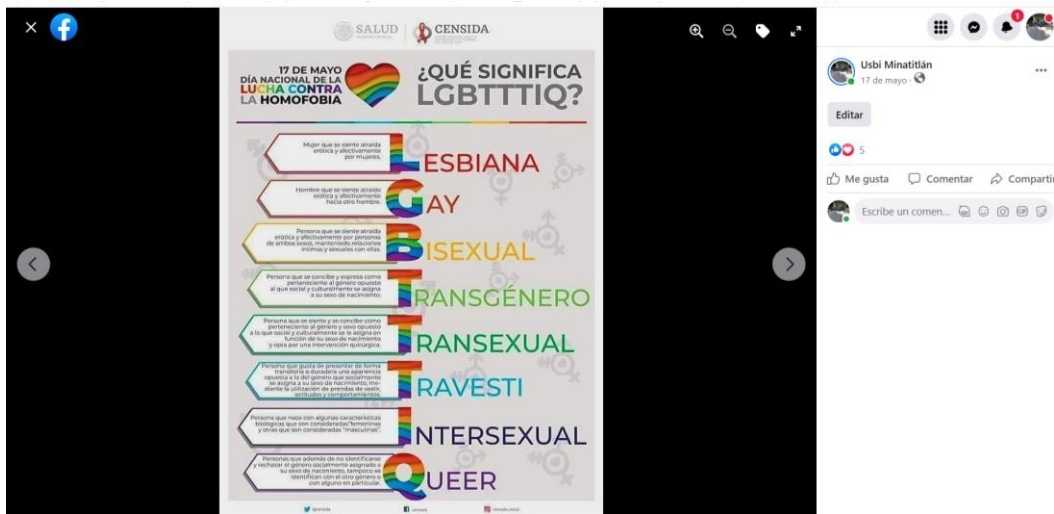 SALUD
CENSIDA
17 DE MAYO
DÍA NACIONAL DE LA
LUCHA CONTRA
LA HOMOFOBIA
¿QUÉ SIGNIFICA
LGBTTTIQ?
Mujer que se siente atraída
erótica y afectivamente
por mujeres.
LESBIANA
Hombre que se siente atraído
erótica y afectivamente
hacia otro hombre.
GAY
Persona que se siente atraída
erótica y afectivamente por personas
de ambos sexos, manteniendo relaciones
íntimas y sexuales con ellas.
BISEXUAL
Persona que se concibe y expresa como
perteneciente al género opuesto
al que social y culturalmente se asigna
a su sexo de nacimiento.
TRANSGÉNERO
Persona que se siente y se concibe como
perteneciente al género y sexo opuesto
a lo que social y culturalmente se le asigna en
función de su sexo de nacimiento
y opta por una intervención quirúrgica.
TRANSEXUAL
Persona que gusta de presentar de forma
transitoria o duradera una apariencia
opuesta a la del género que socialmente
se asigna a su sexo de nacimiento, me-
diante la utilización de prendas de vestir,
actitudes y comportamientos.
TRAVESTI
Persona que nace con algunas características
biológicas que son consideradas"femeninas
y otras que son consideradas "masculinas".
INTERSEXUAL
Personas que además de no identificarse
y rechazar el género socialmente asignado a
su sexo de nacimiento, tampoco se
identifican con el otro género o
con alguno en particular.
QUEER
1
Usbi Minatitlán
17 de mayo
Editar
5
Me gusta
Comentar
Compartir
Escribe un comen...
GIF